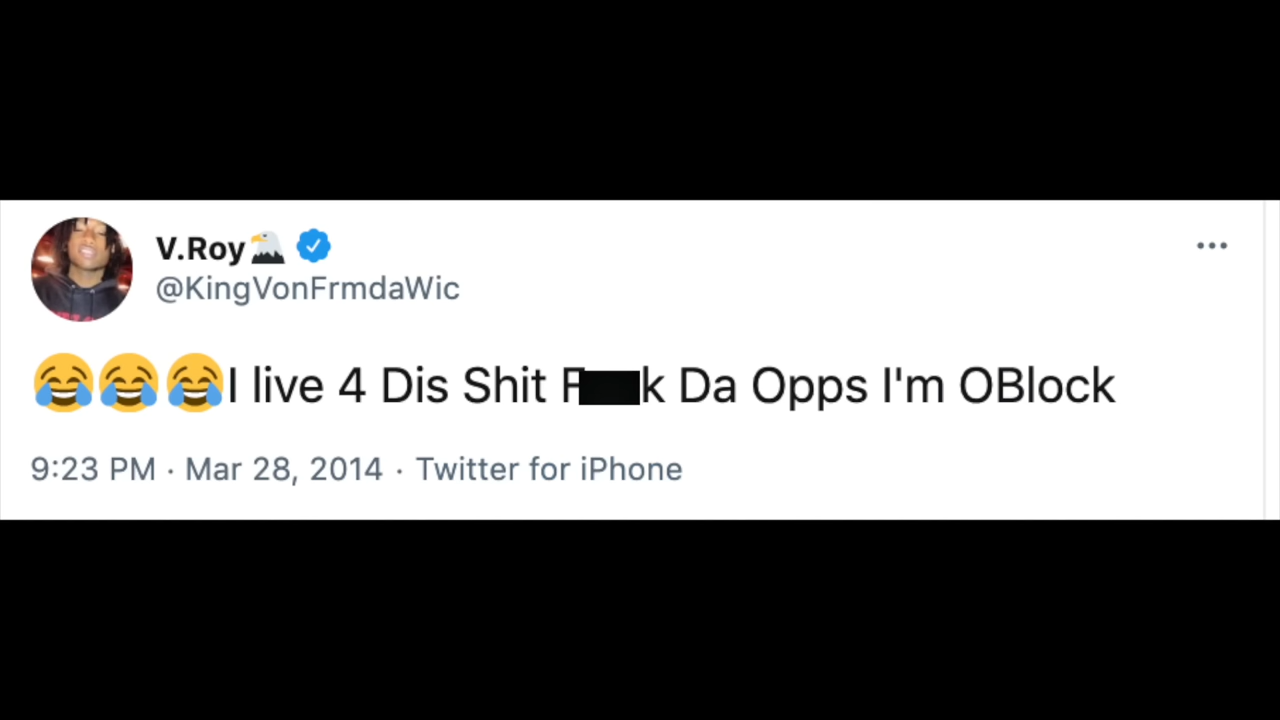 V.Roy🦅
@KingVonFrmdaWic
😂😂😂I live 4 Dis Shit F k Da Opps I'm OBlock
9:23 PM · Mar 28, 2014 · Twitter for iPhone